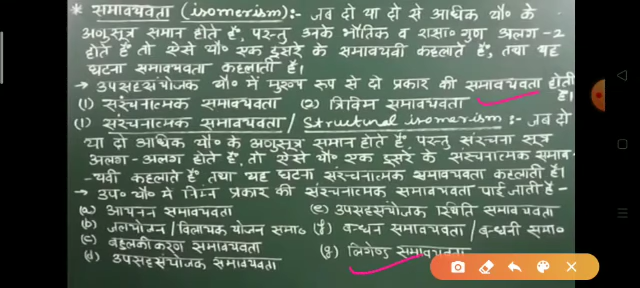 * समावयवता (isomerism):- जब दो या दो से अधिक यौ० के
अणुसूत्र समान होते हैं, परन्तु उनके भौतिक व रासा० गुण अलग-2
होते हैं तो ऐसे यौ० एक दूसरे के समावयवी कहलाते हैं, तथा यह
घटना समावयवता कहलाती है।
→ उपसहसंयोजक यौ० में मुख्य रूप से दो प्रकार की समावयवता होती है।
(1) संरचनात्मक समावयवता (2) त्रिविम समावयवता
(1) संरचनात्मक समावयवता / Structural isomerism:- जब दो
या दो अधिक यौ० के अणुसूत्र समान होते हैं, परन्तु संरचना सूत्र
अलग-अलग होते हैं, तो ऐसे यौ० एक दूसरे के संरचनात्मक समाव
-यवी कहलाते हैं, तथा यह घटना संरचनात्मक समावयवता कहलाती है।
→ उप० यौ० में निम्न प्रकार की संरचनात्मक समावयवता पाई जाती है-
(a) आयनन समावयवता
(b) जलयोजन/विलायक योजन समा०
(c) बहुलकीकरण समावयवता
(d) उपसहसंयोजक समावयवता
(e) उपसहसंयोजक स्थिति समावयवता
(f) बन्धन समावयवता / बन्धनी समा०
(g) लिगेण्ड समावयवता